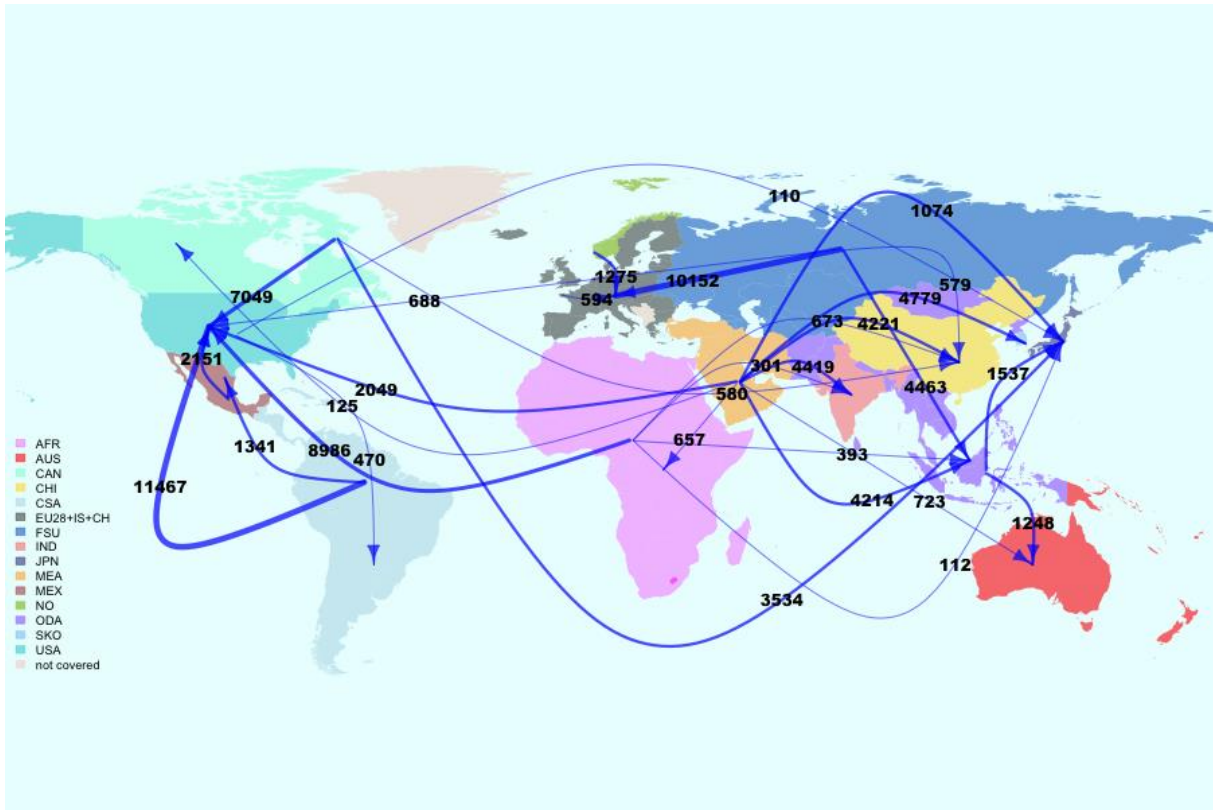 110
1074
1275
10152
7049
594
688
579
4779
673
4221
2151
301
4419
1537
2049
580
4463
125
AFR
AUS
CAN
CHI
CSA
EU28+IS+CH
FSU
IND
JPN
MEA
MEX
NO
ODA
SKO
USA
not covered
1341
8986
470
657
393
11467
4214
723
1248
112
3534